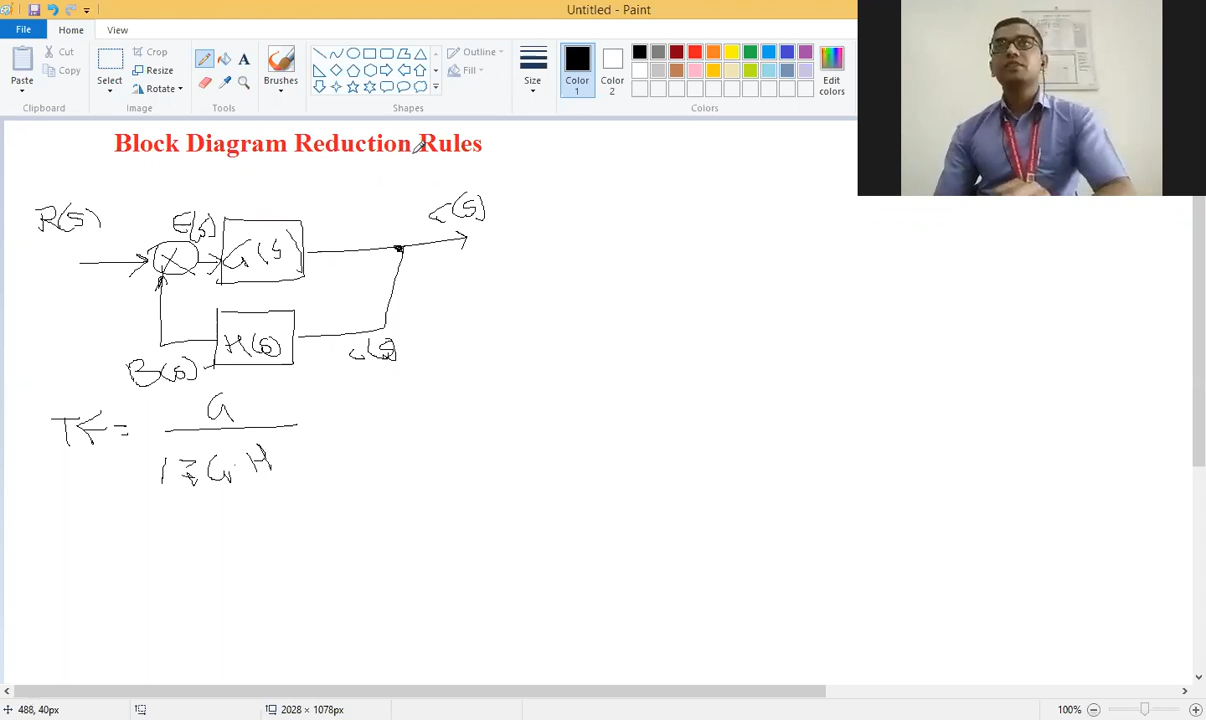 Untitled - Paint
File
Home
View
Paste
Cut
Copy
Clipboard
Select
Crop
Resize
Rotate
Image
Tools
Brushes
Shapes
Outline
Fill
Size
Color 1
Color 2
Colors
Edit colors
Block Diagram Reduction Rules
R(s)
E(s)
G(s)
C(s)
H(s)
C(s)
B(s)
TF =
G
1 ± GH
488, 40px
2028 × 1078px
100%